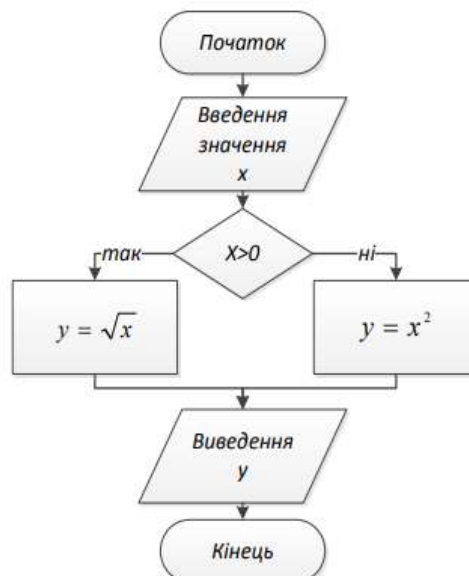 Початок
Введення
значення
x
X>0
так
ні
y = √x
y = x²
Виведення
y
Кінець